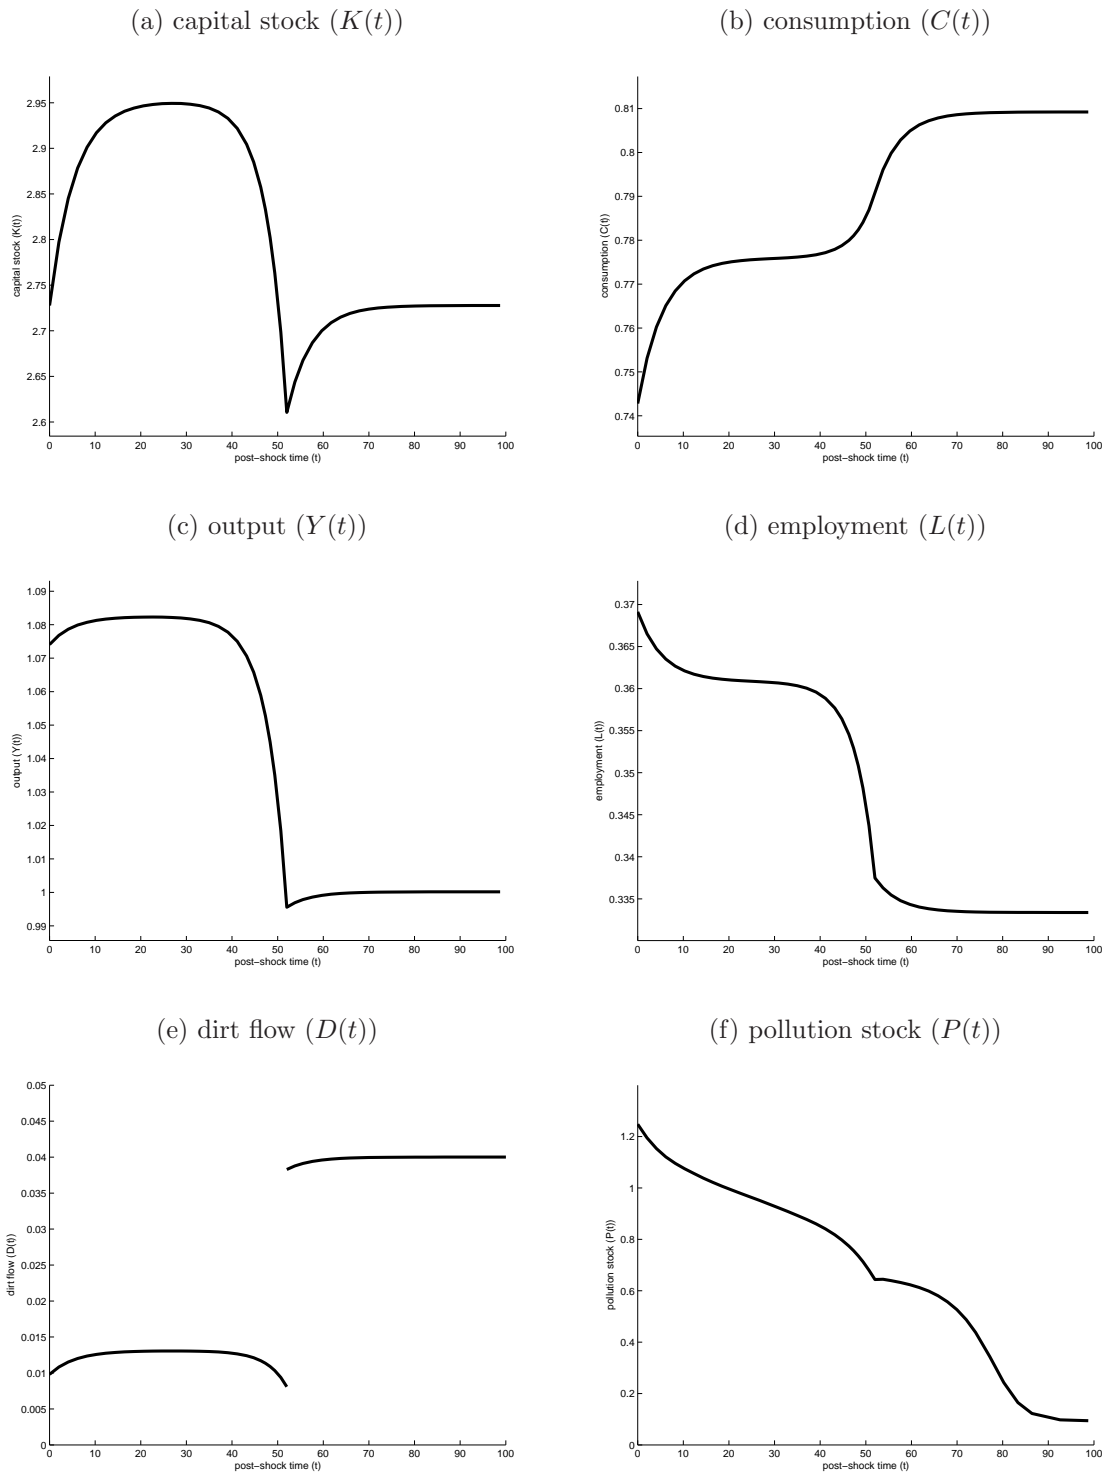 (a) capital stock (K(t))
(b) consumption (C(t))
2.95
2.9
2.85
2.8
2.75
2.7
2.65
2.6
capital stock (K(t))
0 10 20 30 40 50 60 70 80 90 100
post−shock time (t)
0.81
0.8
0.79
0.78
0.77
0.76
0.75
0.74
consumption (C(t))
0 10 20 30 40 50 60 70 80 90 100
post−shock time (t)
(c) output (Y(t))
(d) employment (L(t))
1.09
1.08
1.07
1.06
1.05
1.04
1.03
1.02
1.01
1
0.99
output (Y(t))
0 10 20 30 40 50 60 70 80 90 100
post−shock time (t)
0.37
0.365
0.36
0.355
0.35
0.345
0.34
0.335
employment (L(t))
0 10 20 30 40 50 60 70 80 90 100
post−shock time (t)
(e) dirt flow (D(t))
(f) pollution stock (P(t))
0.05
0.045
0.04
0.035
0.03
0.025
0.02
0.015
0.01
0.005
0
dirt flow (D(t))
0 10 20 30 40 50 60 70 80 90 100
post−shock time (t)
1.2
1
0.8
0.6
0.4
0.2
0
pollution stock (P(t))
0 10 20 30 40 50 60 70 80 90 100
post−shock time (t)